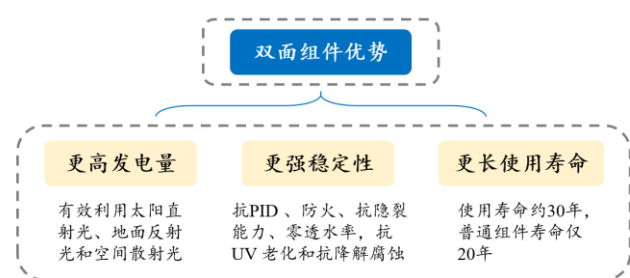 双面组件优势
更高发电量
有效利用太阳直
射光、地面反射
光和空间散射光
更强稳定性
抗PID 、防火、抗隐裂
能力、零透水率，抗
UV 老化和抗降解腐蚀
更长使用寿命
使用寿命约30年，
普通组件寿命仅
20年